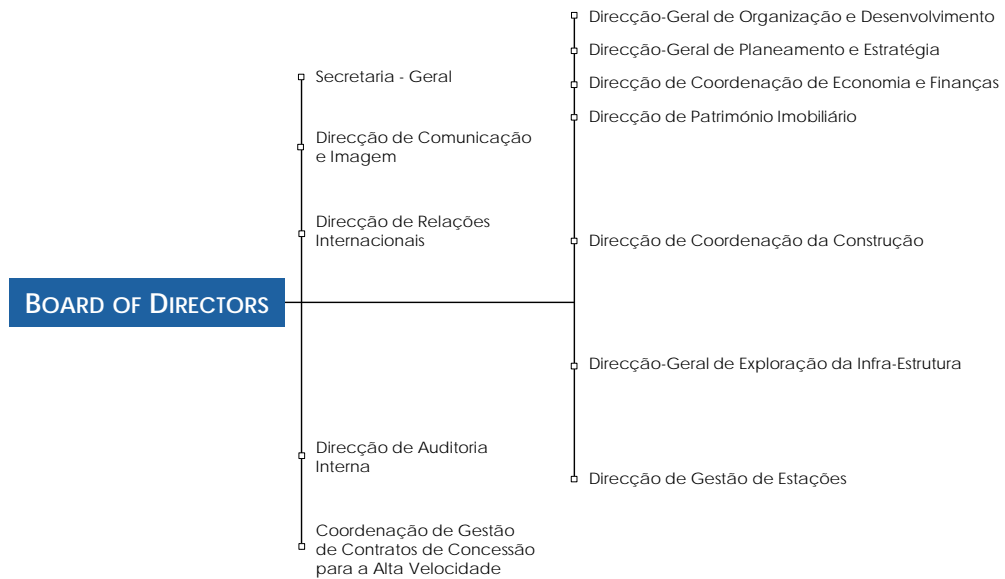 BOARD OF DIRECTORS
Secretaria - Geral
Direcção de Comunicação
e Imagem
Direcção de Relações
Internacionais
Direcção de Auditoria
Interna
Coordenação de Gestão
de Contratos de Concessão
para a Alta Velocidade
Direcção-Geral de Organização e Desenvolvimento
Direcção-Geral de Planeamento e Estratégia
Direcção de Coordenação de Economia e Finanças
Direcção de Património Imobiliário
Direcção de Coordenação da Construção
Direcção-Geral de Exploração da Infra-Estrutura
Direcção de Gestão de Estações